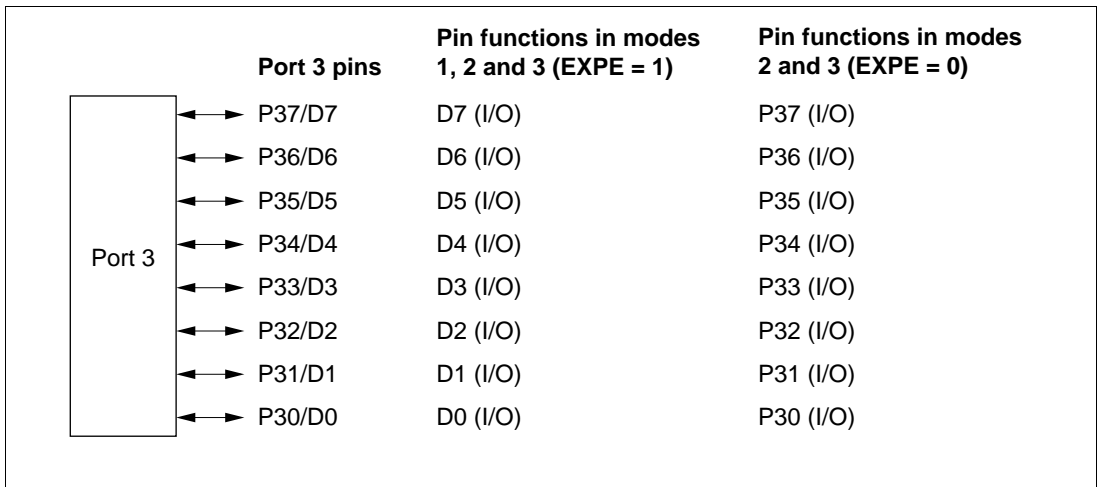 Port 3 pins
Pin functions in modes
1, 2 and 3 (EXPE = 1)
Pin functions in modes
2 and 3 (EXPE = 0)
Port 3
P37/D7 D7 (I/O) P37 (I/O)
P36/D6 D6 (I/O) P36 (I/O)
P35/D5 D5 (I/O) P35 (I/O)
P34/D4 D4 (I/O) P34 (I/O)
P33/D3 D3 (I/O) P33 (I/O)
P32/D2 D2 (I/O) P32 (I/O)
P31/D1 D1 (I/O) P31 (I/O)
P30/D0 D0 (I/O) P30 (I/O)